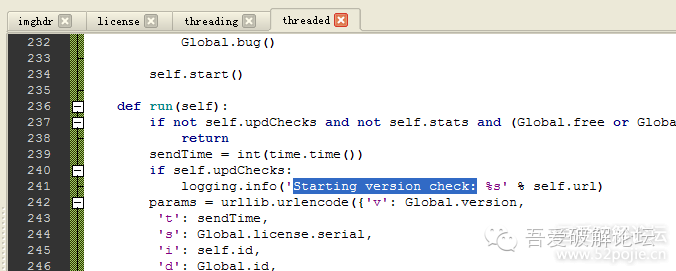 imghdr license threading threaded
232 Global.bug()
233
234 self.start()
235
236 def run(self):
237 if not self.updChecks and not self.stats and (Global.free or Globa
238 return
239 sendTime = int(time.time())
240 if self.updChecks:
241 logging.info('Starting version check: %s' % self.url)
242 params = urllib.urlencode({'v': Global.version,
243 't': sendTime,
244 's': Global.license.serial,
245 'i': self.id,
246 'd': Global.id,
吾爱破解论坛
www.52pojie.cn